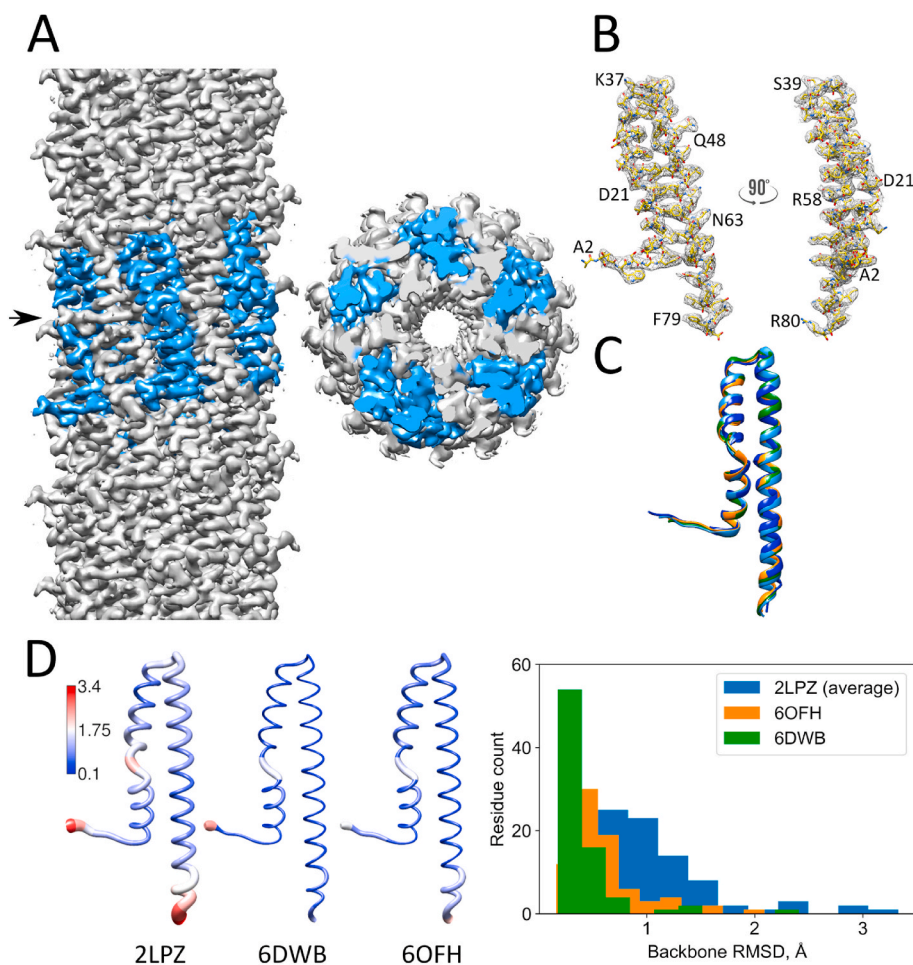 A
B
K37
S39
Q48
D21
D21
90°
R58
N63
A2
A2
F79
R80
C
D
3.4
1.75
0.1
2LPZ
6DWB
6OFH
60
40
20
0
Residue count
2LPZ (average)
6OFH
6DWB
1
2
3
Backbone RMSD, Å